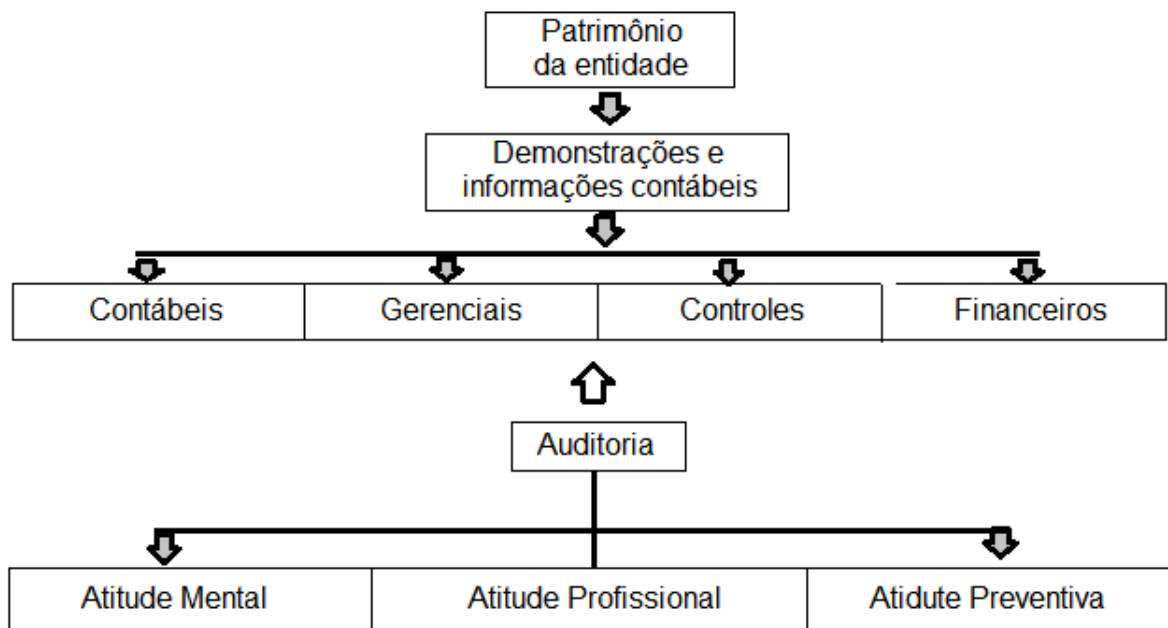 Patrimônio
da entidade
Demonstrações e
informações contábeis
Contábeis
Gerenciais
Controles
Financeiros
Auditoria
Atitude Mental
Atitude Profissional
Atidute Preventiva